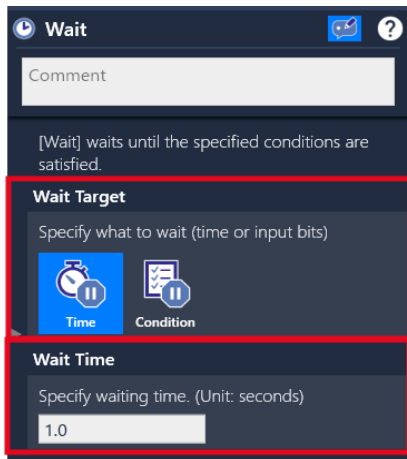 Wait
?
Comment
[Wait] waits until the specified conditions are
satisfied.
Wait Target
Specify what to wait (time or input bits)
Time
Condition
Wait Time
Specify waiting time. (Unit: seconds)
1.0